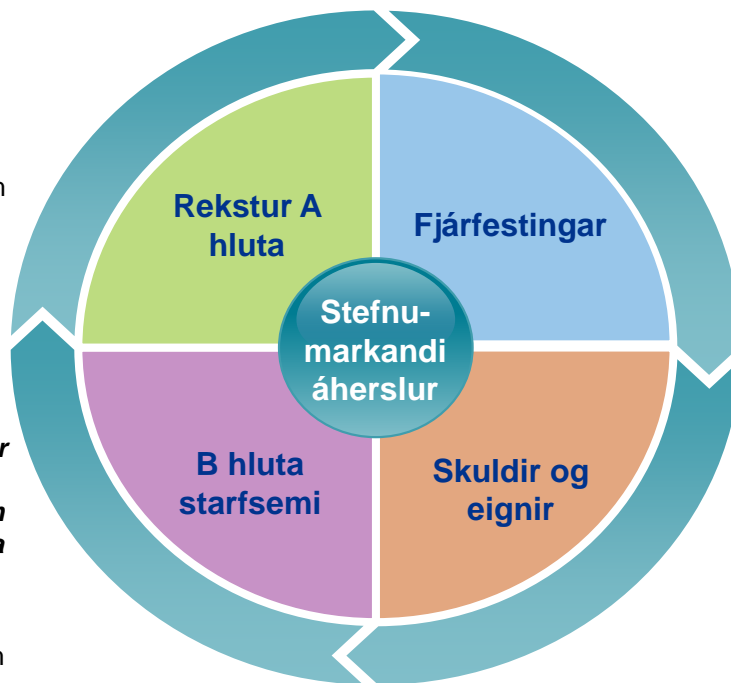 Rekstur A
hluta
Fjárfestingar
Stefnu-
markandi
áherslur
B hluta
starfsemi
Skuldir og
eignir